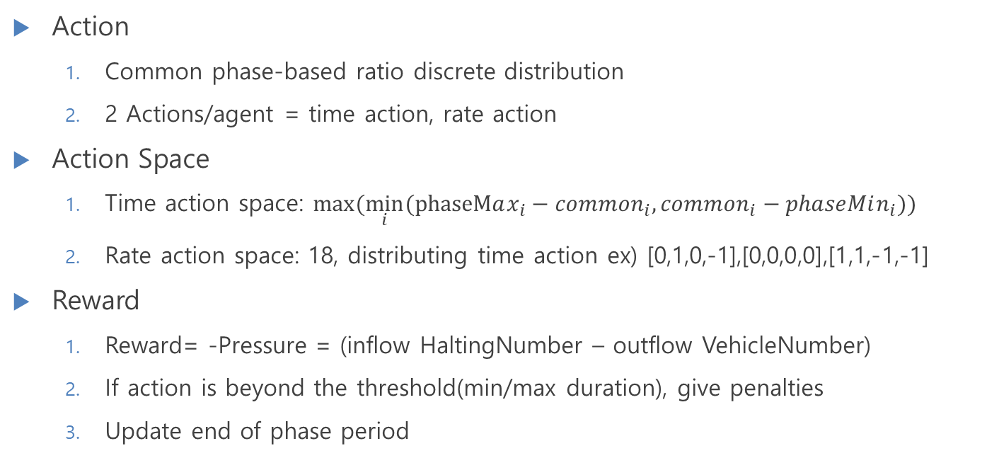 ▶ Action
1. Common phase-based ratio discrete distribution
2. 2 Actions/agent = time action, rate action
▶ Action Space
1. Time action space: max(min_i(phaseMax_i − common_i, common_i − phaseMin_i))
2. Rate action space: 18, distributing time action ex) [0,1,0,-1],[0,0,0,0],[1,1,-1,-1]
▶ Reward
1. Reward= -Pressure = (inflow HaltingNumber – outflow VehicleNumber)
2. If action is beyond the threshold(min/max duration), give penalties
3. Update end of phase period